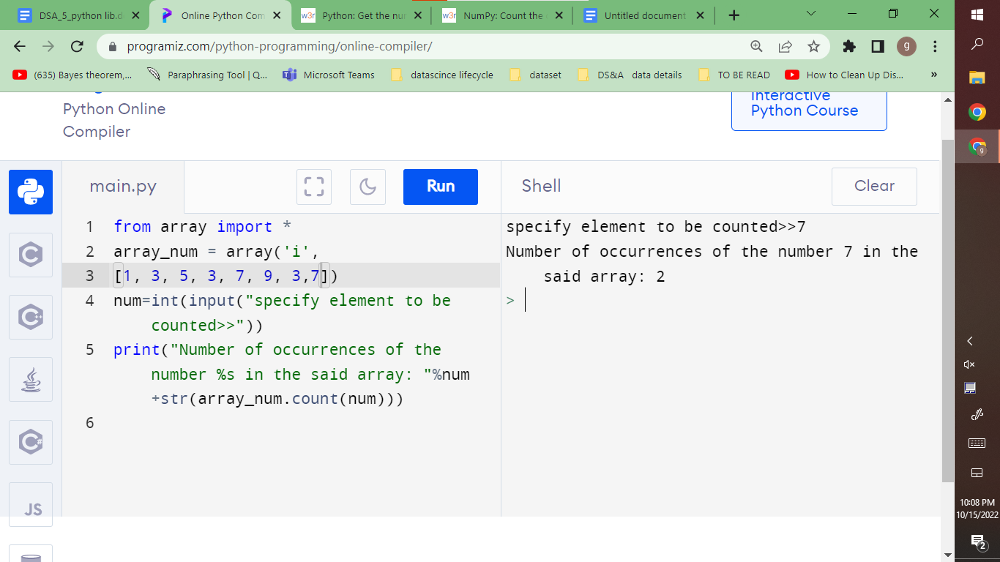 DSA_5_python lib.d
Online Python Com
Python: Get the nu
NumPy: Count the
Untitled document
programiz.com/python-programming/online-compiler/
g
(635) Bayes theorem,...
Paraphrasing Tool | Q...
Microsoft Teams
datascince lifecycle
dataset
DS&A data details
TO BE READ
How to Clean Up Dis...
»
Python Online
Compiler
Interactive
Python Course
main.py
Run
Shell
Clear
1 from array import *
2 array_num = array('i',
3 [1, 3, 5, 3, 7, 9, 3,7])
4 num=int(input("specify element to be
counted>>"))
5 print("Number of occurrences of the
number %s in the said array: "%num
+str(array_num.count(num)))
6
specify element to be counted>>7
Number of occurrences of the number 7 in the
said array: 2
>
JS
10:08 PM
10/15/2022
2